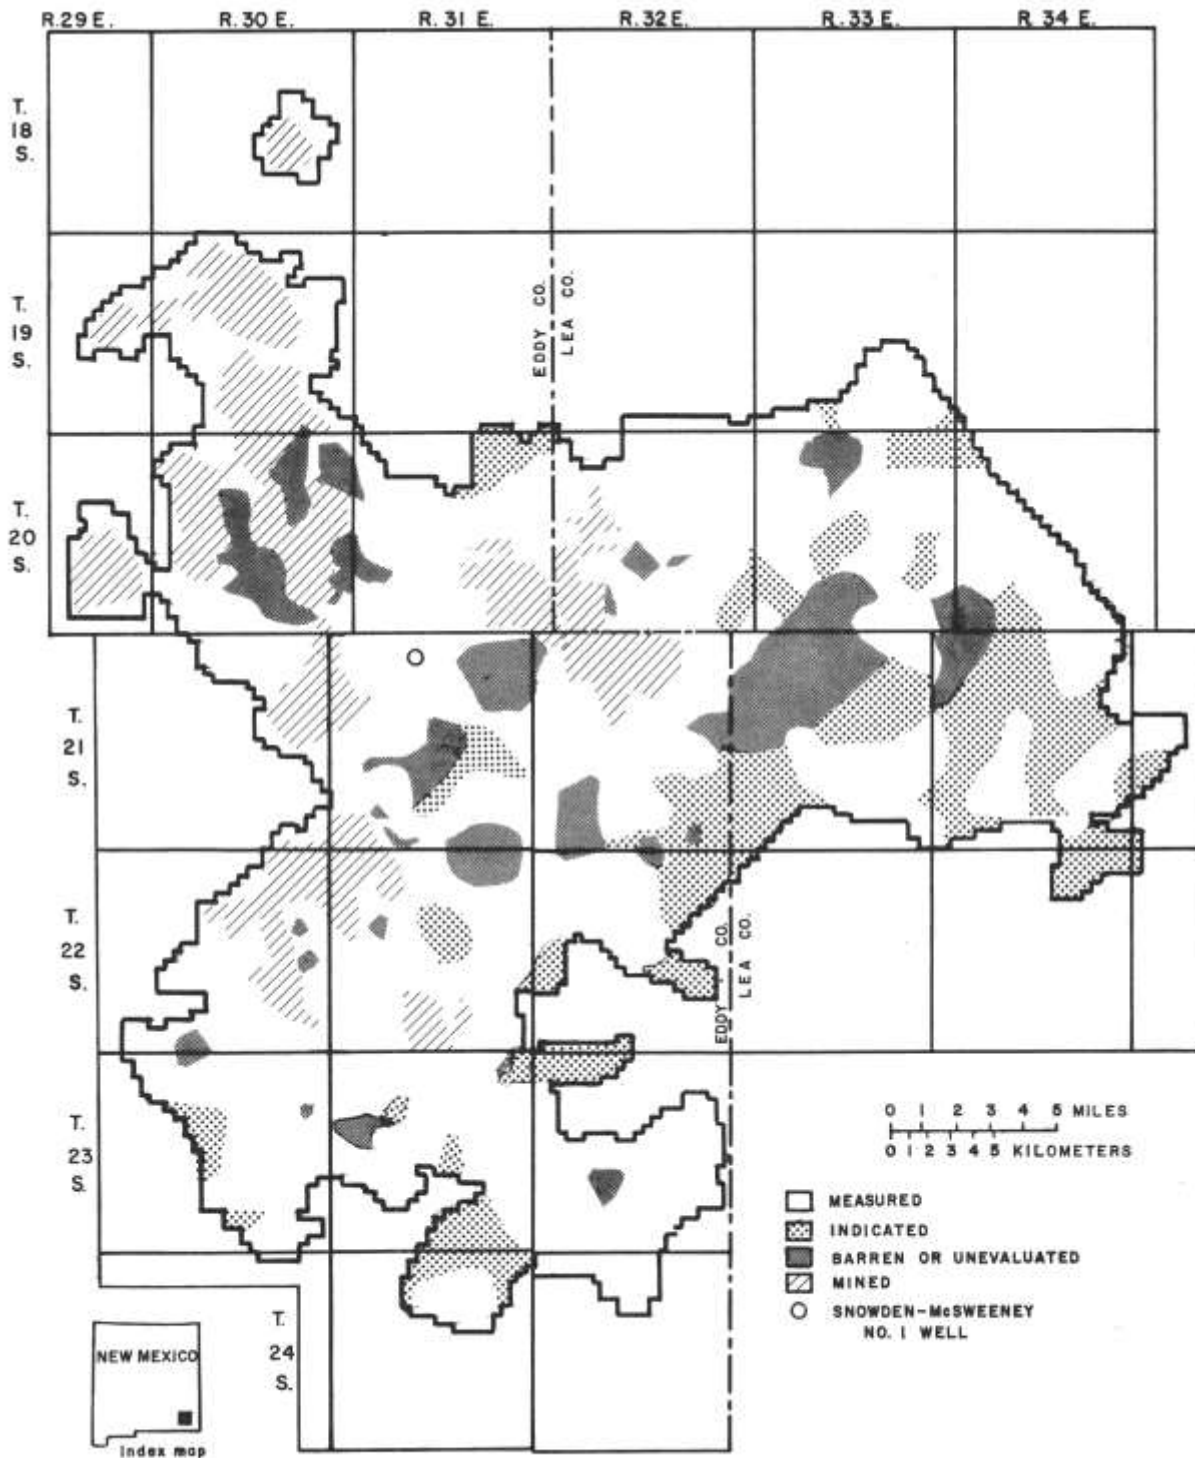 R.29 E. R.30 E. R.31 E. R.32 E. R.33 E. R.34 E.
T.
18
S.
T.
19
S.
EDDY CO.
LEA CO.
T.
20
S.
T.
21
S.
T.
22
S.
EDDY CO.
LEA CO.
T.
23
S.
0 1 2 3 4 5 MILES
0 1 2 3 4 5 KILOMETERS
MEASURED
INDICATED
BARREN OR UNEVALUATED
MINED
SNOWDEN-McSWEENEY
NO. 1 WELL
T.
24
S.
NEW MEXICO
Index map